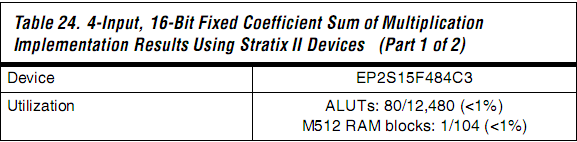 Table 24. 4-Input, 16-Bit Fixed Coefficient Sum of Multiplication
Implementation Results Using Stratix II Devices (Part 1 of 2)
Device EP2S15F484C3
Utilization ALUTs: 80/12,480 (<1%)
M512 RAM blocks: 1/104 (<1%)